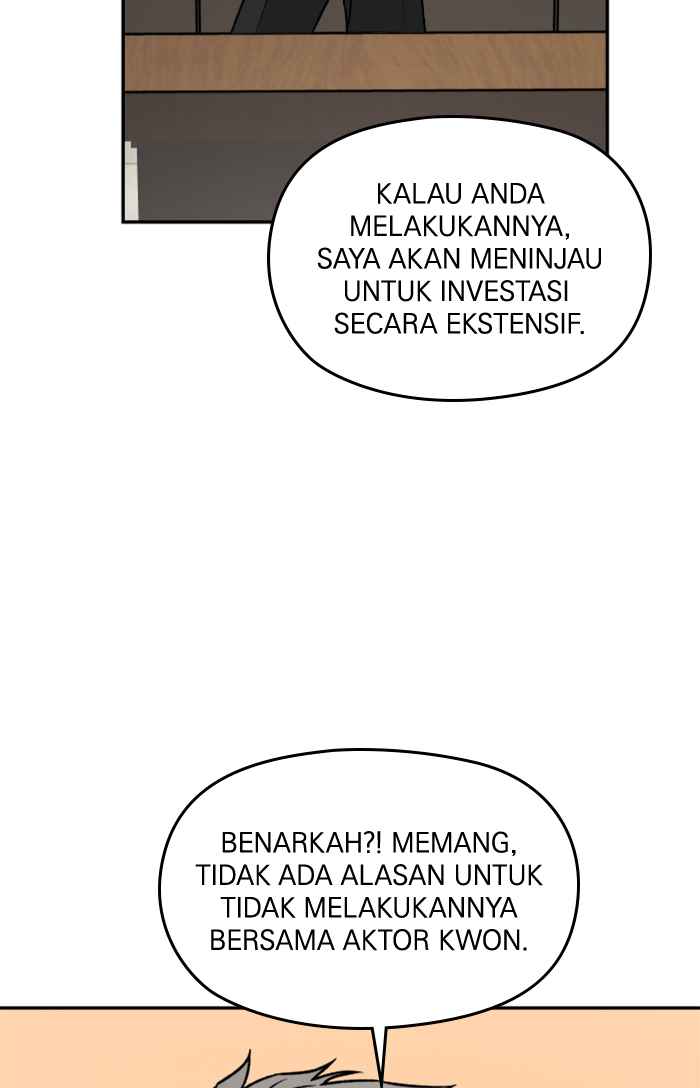 KALAU ANDA
MELAKUKANNYA,
SAYA AKAN MENINJAU
UNTUK INVESTASI
SECARA EKSTENSIF.
BENARKAH?! MEMANG,
TIDAK ADA ALASAN UNTUK
TIDAK MELAKUKANNYA
BERSAMA AKTOR KWON.